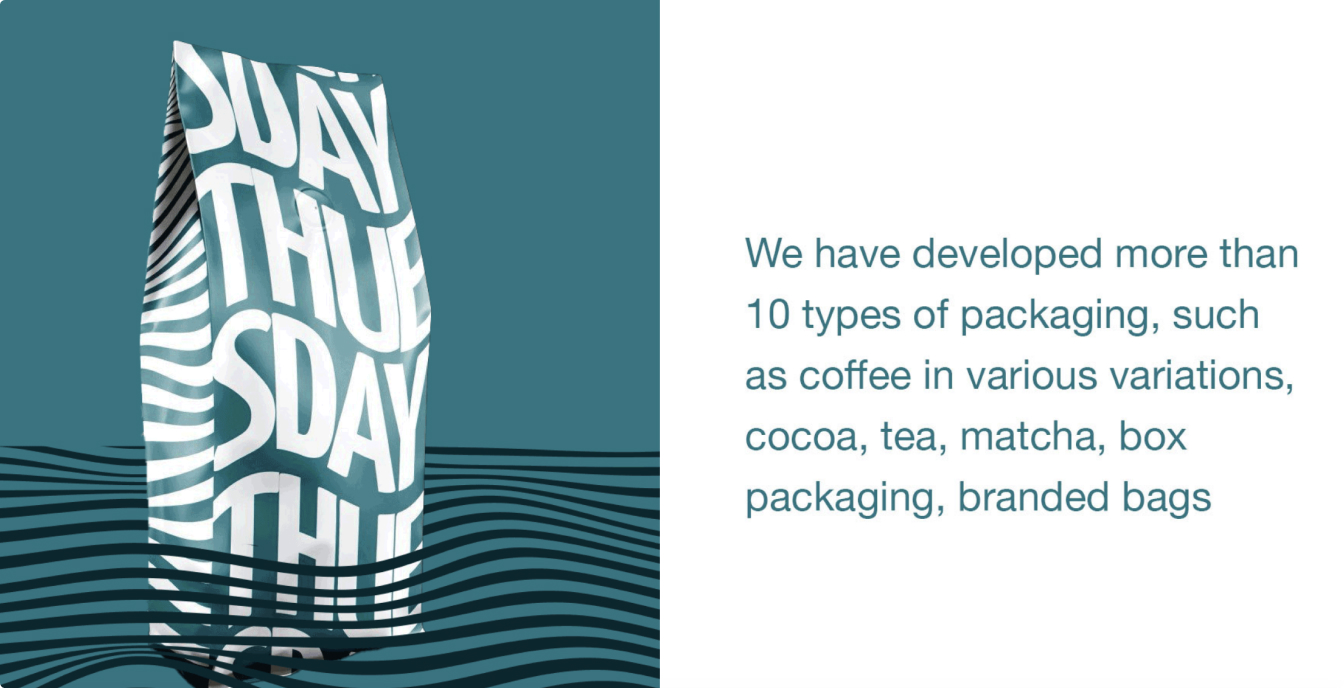 SDAY
THUE
SDAY
THUE
We have developed more than
10 types of packaging, such
as coffee in various variations,
cocoa, tea, matcha, box
packaging, branded bags